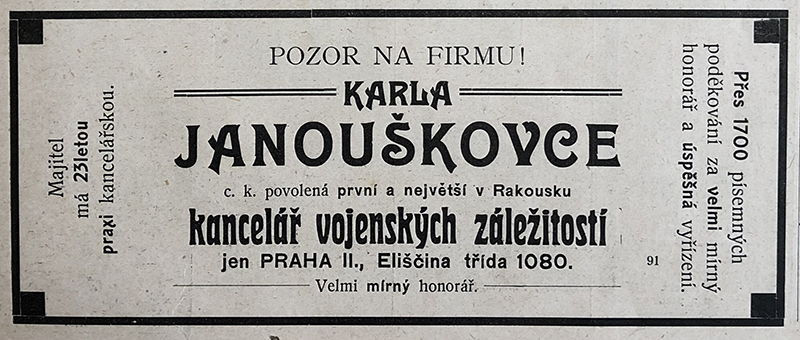 Majitel
má 23letou
praxi kancelářskou.
POZOR NA FIRMU!
KARLA
JANOUŠKOVCE
c. k. povolená první a největší v Rakousku
kancelář vojenských záležitostí
jen PRAHA II., Eliščina třída 1080.
Velmi mírný honorář.
91
Přes 1700 písemných
poděkování za velmi mírný
honorář a úspěšná vyřízení.